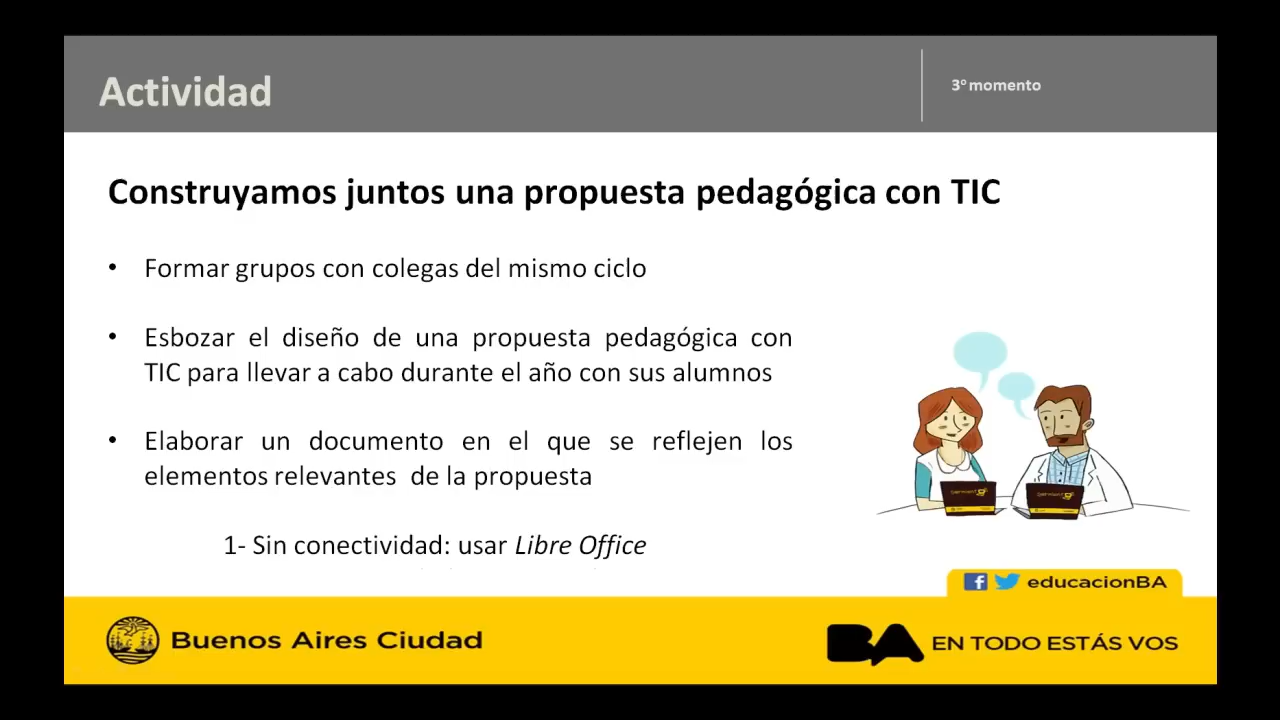 Actividad
3º momento
Construyamos juntos una propuesta pedagógica con TIC
• Formar grupos con colegas del mismo ciclo
• Esbozar el diseño de una propuesta pedagógica con
TIC para llevar a cabo durante el año con sus alumnos
• Elaborar un documento en el que se reflejen los
elementos relevantes de la propuesta
1- Sin conectividad: usar Libre Office
educacionBA
Buenos Aires Ciudad
BA EN TODO ESTÁS VOS